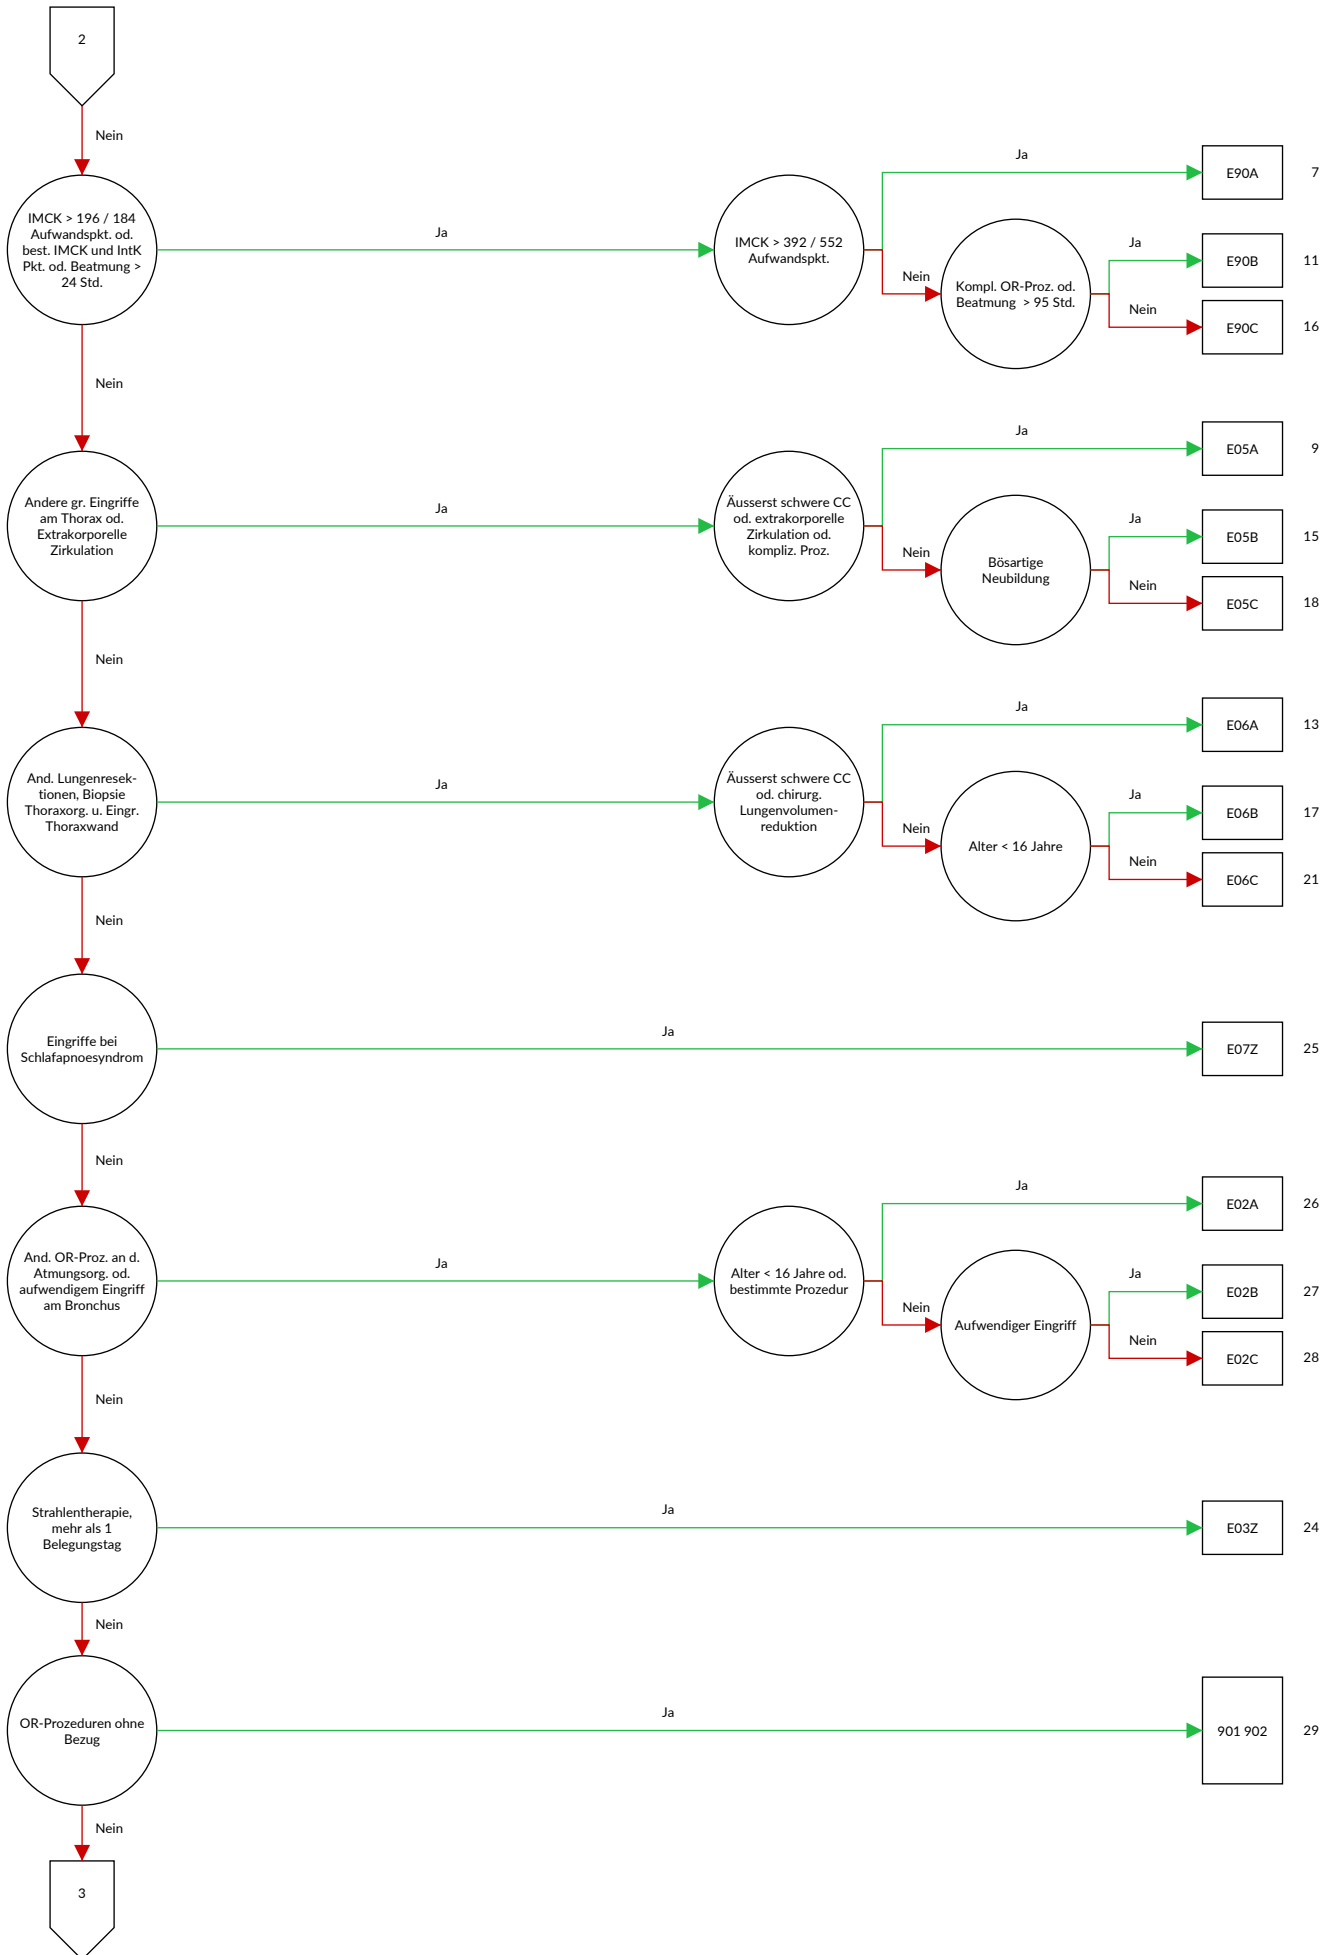 2
Nein
IMCK > 196 / 184
Aufwandspkt. od.
best. IMCK und IntK
Pkt. od. Beatmung >
24 Std.
Ja
IMCK > 392 / 552
Aufwandspkt.
Ja
E90A
7
Nein
Kompl. OR-Proz. od.
Beatmung > 95 Std.
Ja
E90B
11
Nein
E90C
16
Nein
Andere gr. Eingriffe
am Thorax od.
Extrakorporelle
Zirkulation
Ja
Äusserst schwere CC
od. extrakorporelle
Zirkulation od.
kompliz. Proz.
Ja
E05A
9
Nein
Bösartige
Neubildung
Ja
E05B
15
Nein
E05C
18
Nein
And. Lungenresek-
tionen, Biopsie
Thoraxorg. u. Eingr.
Thoraxwand
Ja
Äusserst schwere CC
od. chirurg.
Lungenvolumen-
reduktion
Ja
E06A
13
Nein
Alter < 16 Jahre
Ja
E06B
17
Nein
E06C
21
Nein
Eingriffe bei
Schlafapnoesyndrom
Ja
E07Z
25
Nein
And. OR-Proz. an d.
Atmungsorg. od.
aufwendigem Eingriff
am Bronchus
Ja
Alter < 16 Jahre od.
bestimmte Prozedur
Ja
E02A
26
Nein
Aufwendiger Eingriff
Ja
E02B
27
Nein
E02C
28
Nein
Strahlentherapie,
mehr als 1
Belegungstag
Ja
E03Z
24
Nein
OR-Prozeduren ohne
Bezug
Ja
901 902
29
Nein
3